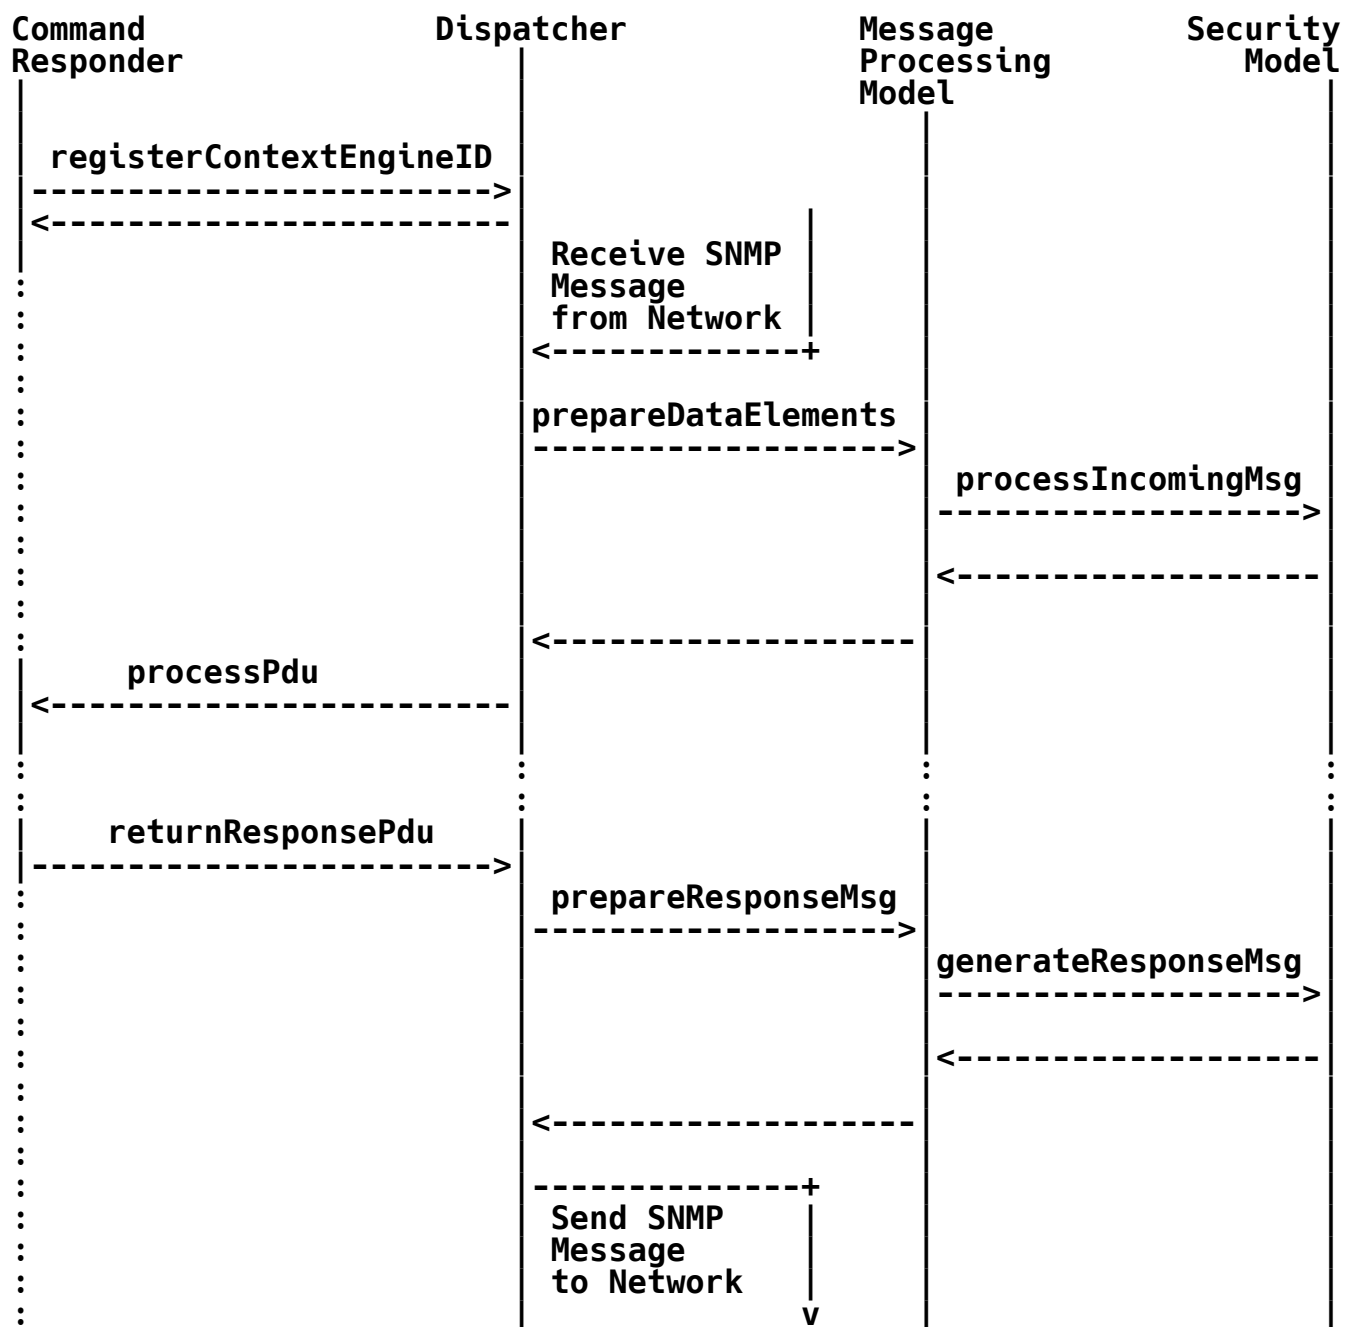 Command Dispatcher Message Security
Responder Processing Model
Model
registerContextEngineID
Receive SNMP
Message
from Network
prepareDataElements
processIncomingMsg
processPdu
returnResponsePdu
prepareResponseMsg
generateResponseMsg
Send SNMP
Message
to Network